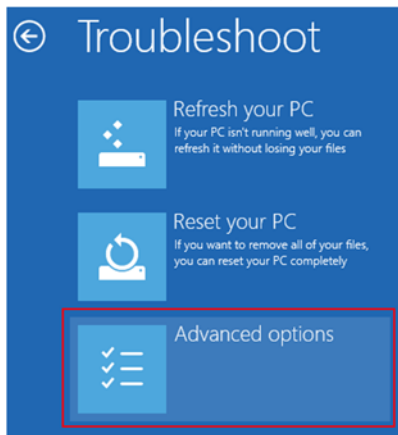 Troubleshoot
Refresh your PC
If your PC isn't running well, you can
refresh it without losing your files
Reset your PC
If you want to remove all of your files,
you can reset your PC completely
Advanced options